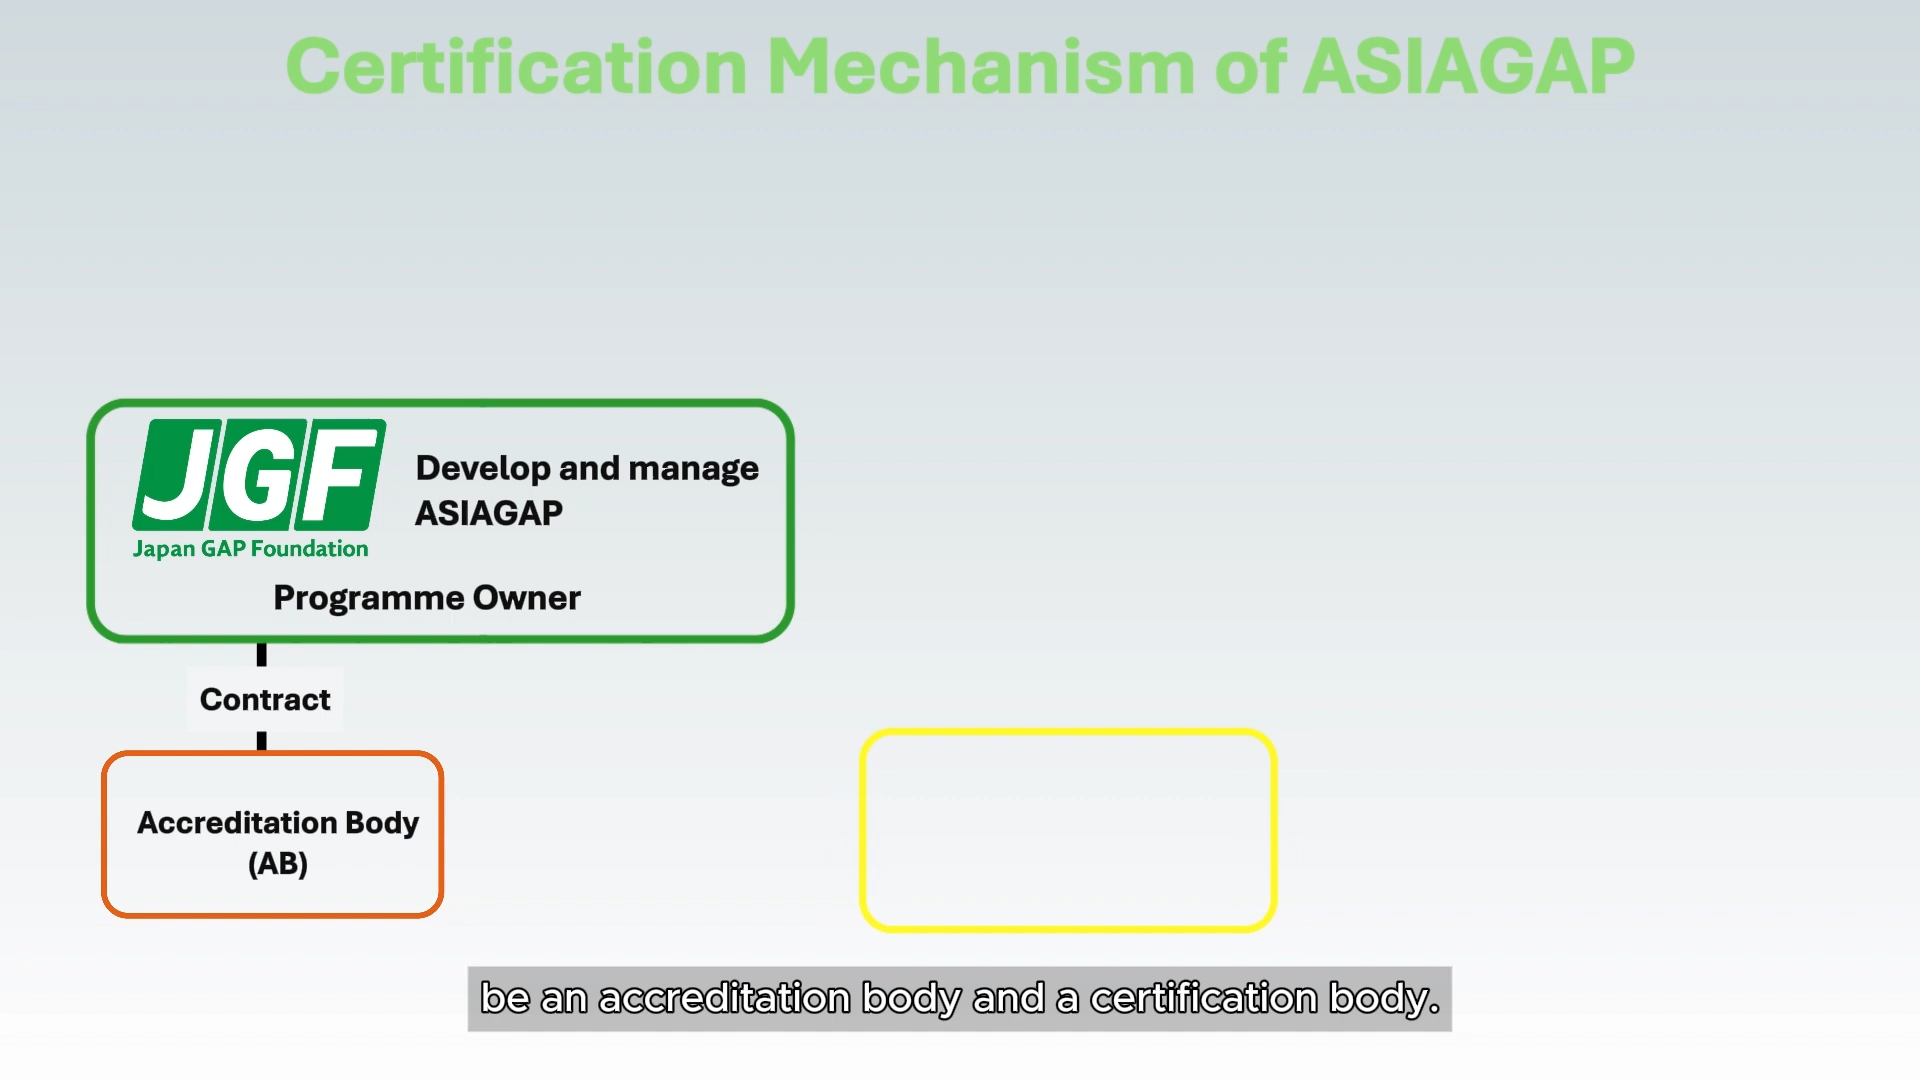 Certification Mechanism of ASIAGAP
JGF
Japan GAP Foundation
Develop and manage
ASIAGAP
Programme Owner
Contract
Accreditation Body
(AB)
be an accreditation body and a certification body.